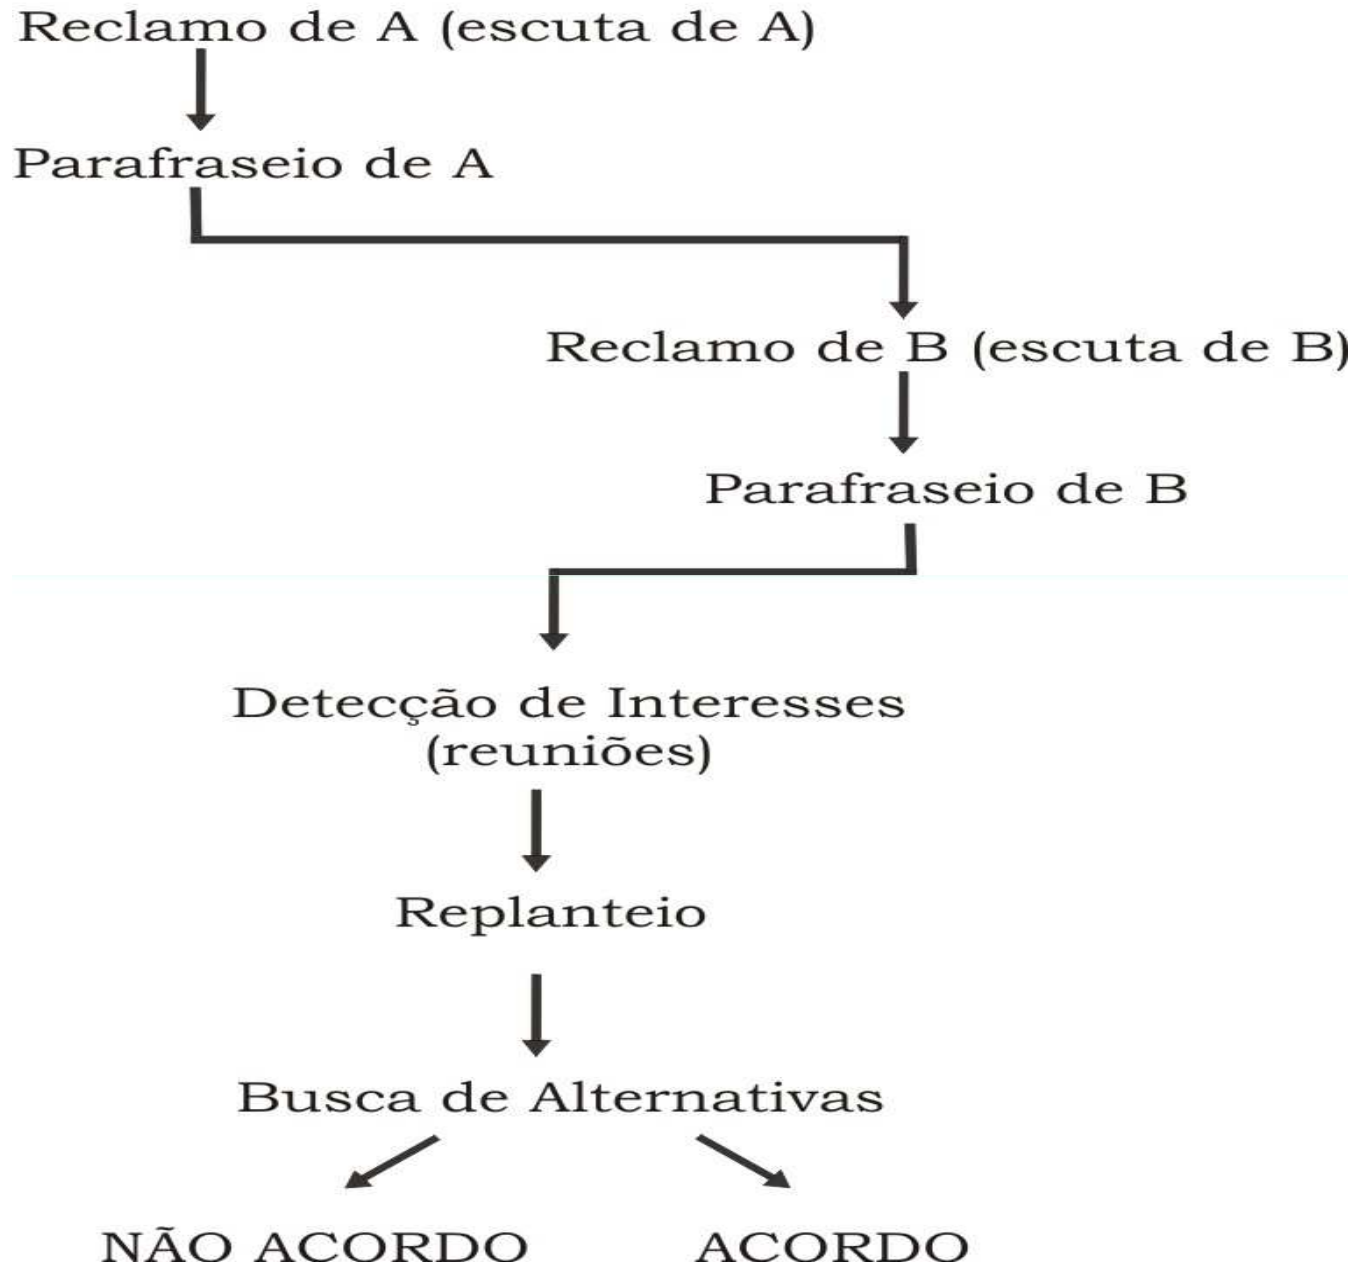 Reclamo de A (escuta de A)
Parafraseio de A
Reclamo de B (escuta de B)
Parafraseio de B
Detecção de Interesses
(reuniões)
Replanteio
Busca de Alternativas
NÃO ACORDO
ACORDO